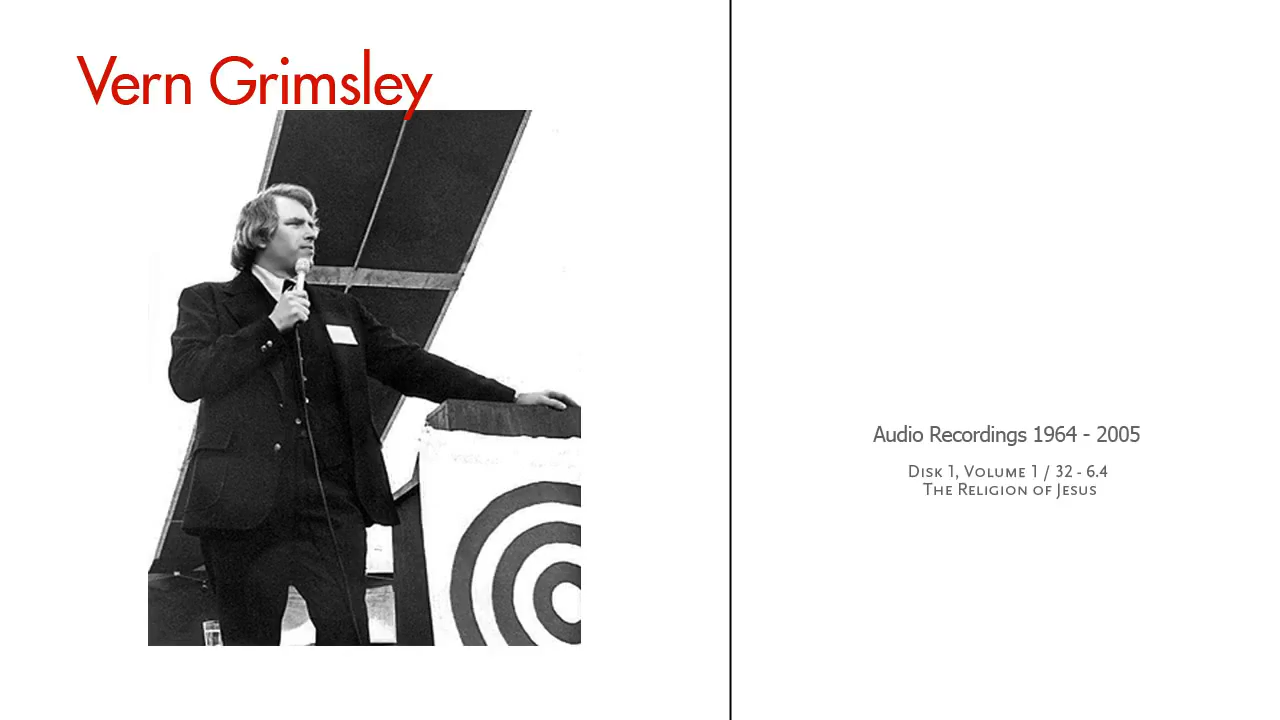 Vern Grimsley
Audio Recordings 1964 - 2005
Disk 1, Volume 1 / 32 - 6.4
The Religion of Jesus